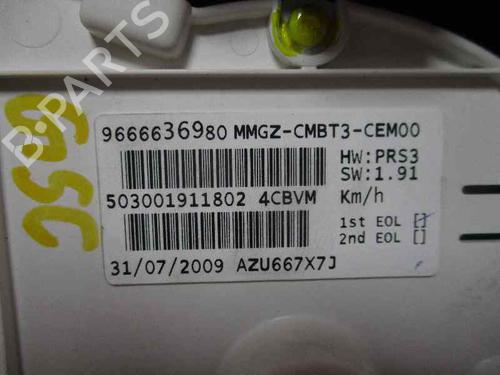 9666636980 MMGZ-CMBT3-CEM00
HW:PRS3
SW:1.91
503001911802 4CBVM
Km/h
1st EOL []
2nd EOL []
31/07/2009 AZU667X7J
B-Parts